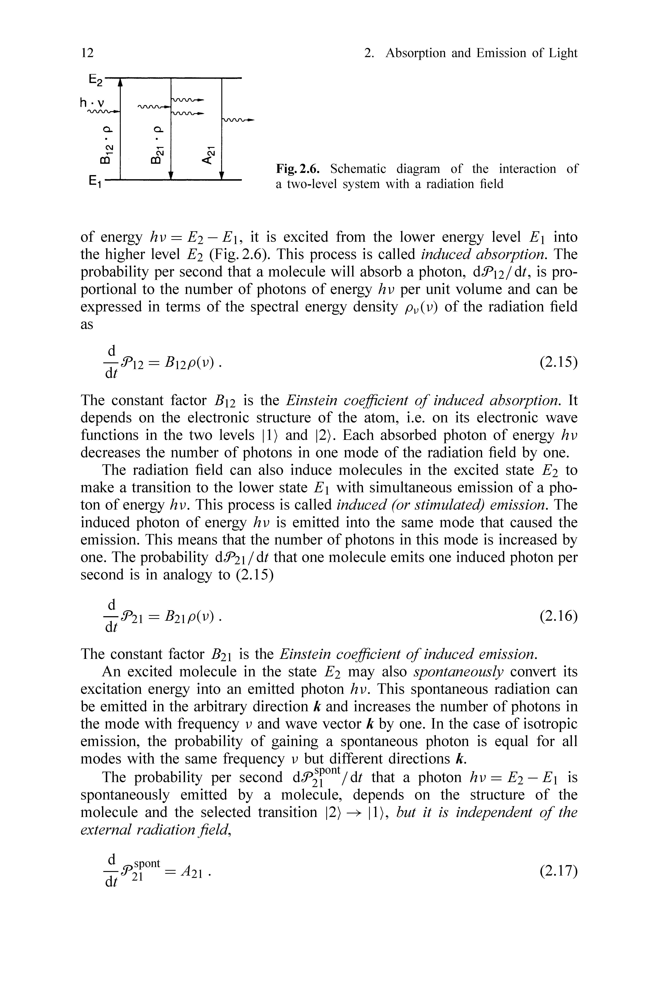 12 2. Absorption and Emission of Light
E2
h · ν
B12 · ρ
B21 · ρ
A21
E1
Fig. 2.6. Schematic diagram of the interaction of
a two-level system with a radiation field
of energy hν = E2 − E1, it is excited from the lower energy level E1 into
the higher level E2 (Fig. 2.6). This process is called induced absorption. The
probability per second that a molecule will absorb a photon, d𝒫12/dt, is pro-
portional to the number of photons of energy hν per unit volume and can be
expressed in terms of the spectral energy density ρν(ν) of the radiation field
as
d/dt 𝒫12 = B12ρ(ν) . (2.15)
The constant factor B12 is the Einstein coefficient of induced absorption. It
depends on the electronic structure of the atom, i.e. on its electronic wave
functions in the two levels |1⟩ and |2⟩. Each absorbed photon of energy hν
decreases the number of photons in one mode of the radiation field by one.
The radiation field can also induce molecules in the excited state E2 to
make a transition to the lower state E1 with simultaneous emission of a pho-
ton of energy hν. This process is called induced (or stimulated) emission. The
induced photon of energy hν is emitted into the same mode that caused the
emission. This means that the number of photons in this mode is increased by
one. The probability d𝒫21/dt that one molecule emits one induced photon per
second is in analogy to (2.15)
d/dt 𝒫21 = B21ρ(ν) . (2.16)
The constant factor B21 is the Einstein coefficient of induced emission.
An excited molecule in the state E2 may also spontaneously convert its
excitation energy into an emitted photon hν. This spontaneous radiation can
be emitted in the arbitrary direction k and increases the number of photons in
the mode with frequency ν and wave vector k by one. In the case of isotropic
emission, the probability of gaining a spontaneous photon is equal for all
modes with the same frequency ν but different directions k.
The probability per second d𝒫21^spont/dt that a photon hν = E2 − E1 is
spontaneously emitted by a molecule, depends on the structure of the
molecule and the selected transition |2⟩ → |1⟩, but it is independent of the
external radiation field,
d/dt 𝒫21^spont = A21 . (2.17)